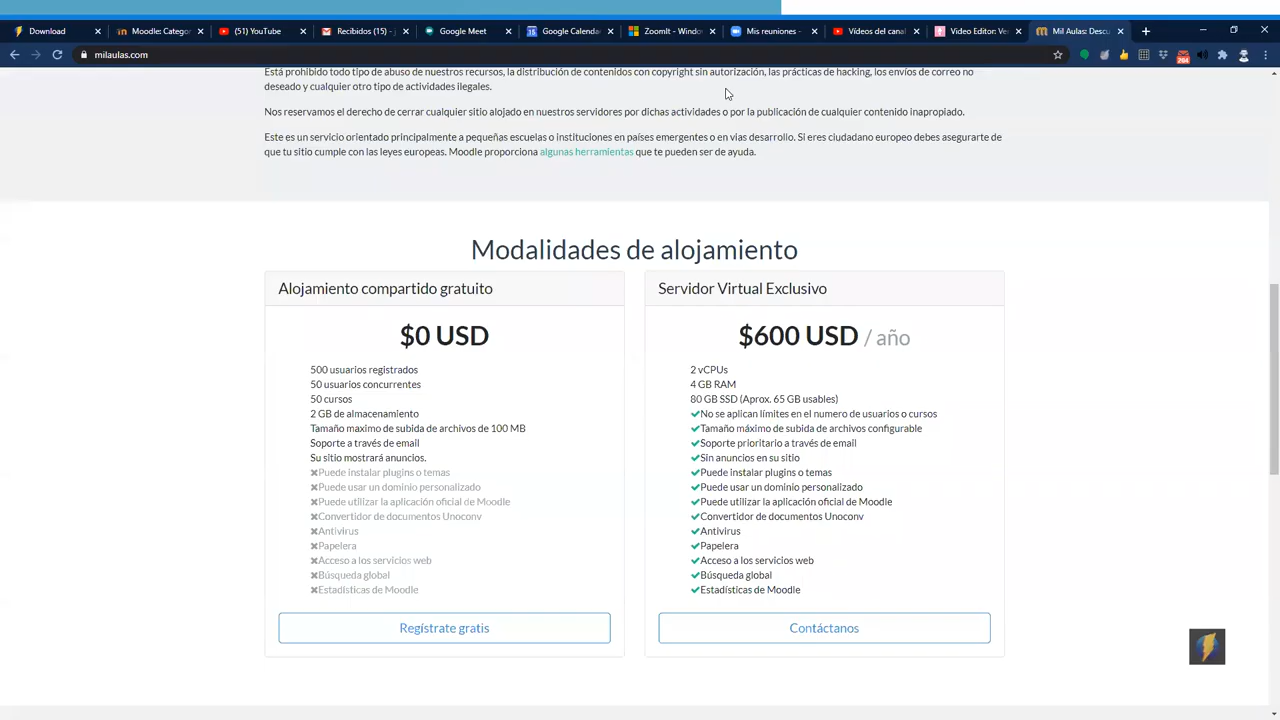 Download
Moodle: Categor
(51) YouTube
Recibidos (15) - j
Google Meet
Google Calenda
ZoomIt - Windo
Mis reuniones -
Vídeos del canal
Video Editor: Ve
Mil Aulas: Descu
milaulas.com
204
Está prohibido todo tipo de abuso de nuestros recursos, la distribución de contenidos con copyright sin autorización, las prácticas de hacking, los envíos de correo no
deseado y cualquier otro tipo de actividades ilegales.
Nos reservamos el derecho de cerrar cualquier sitio alojado en nuestros servidores por dichas actividades o por la publicación de cualquier contenido inapropiado.
Este es un servicio orientado principalmente a pequeñas escuelas o instituciones en países emergentes o en vias desarrollo. Si eres ciudadano europeo debes asegurarte de
que tu sitio cumple con las leyes europeas. Moodle proporciona algunas herramientas que te pueden ser de ayuda.
Modalidades de alojamiento
Alojamiento compartido gratuito
$0 USD
500 usuarios registrados
50 usuarios concurrentes
50 cursos
2 GB de almacenamiento
Tamaño maximo de subida de archivos de 100 MB
Soporte a través de email
Su sitio mostrará anuncios.
Puede instalar plugins o temas
Puede usar un dominio personalizado
Puede utilizar la aplicación oficial de Moodle
Convertidor de documentos Unoconv
Antivirus
Papelera
Acceso a los servicios web
Búsqueda global
Estadísticas de Moodle
Regístrate gratis
Servidor Virtual Exclusivo
$600 USD / año
2 vCPUs
4 GB RAM
80 GB SSD (Aprox. 65 GB usables)
No se aplican límites en el numero de usuarios o cursos
Tamaño máximo de subida de archivos configurable
Soporte prioritario a través de email
Sin anuncios en su sitio
Puede instalar plugins o temas
Puede usar un dominio personalizado
Puede utilizar la aplicación oficial de Moodle
Convertidor de documentos Unoconv
Antivirus
Papelera
Acceso a los servicios web
Búsqueda global
Estadísticas de Moodle
Contáctanos